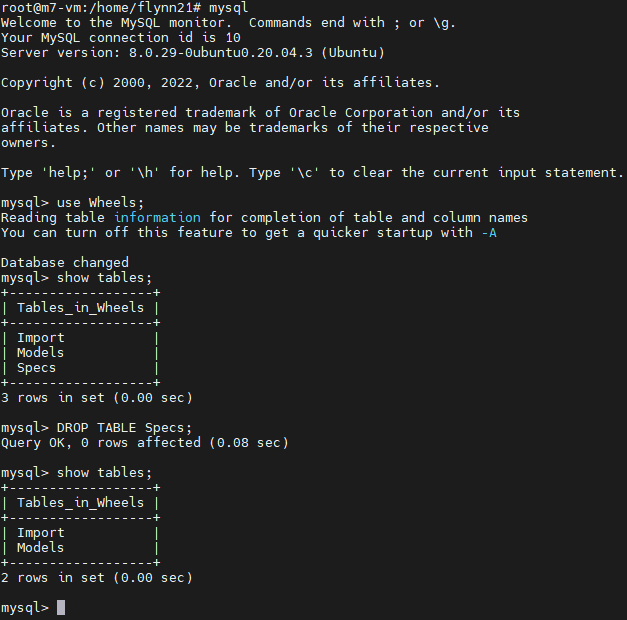 root@m7-vm:/home/flynn21# mysql
Welcome to the MySQL monitor.  Commands end with ; or \g.
Your MySQL connection id is 10
Server version: 8.0.29-0ubuntu0.20.04.3 (Ubuntu)
Copyright (c) 2000, 2022, Oracle and/or its affiliates.
Oracle is a registered trademark of Oracle Corporation and/or its
affiliates. Other names may be trademarks of their respective
owners.
Type 'help;' or '\h' for help. Type '\c' to clear the current input statement.
mysql> use Wheels;
Reading table information for completion of table and column names
You can turn off this feature to get a quicker startup with -A
Database changed
mysql> show tables;
+------------------+
| Tables_in_Wheels |
+------------------+
| Import           |
| Models           |
| Specs            |
+------------------+
3 rows in set (0.00 sec)
mysql> DROP TABLE Specs;
Query OK, 0 rows affected (0.08 sec)
mysql> show tables;
+------------------+
| Tables_in_Wheels |
+------------------+
| Import           |
| Models           |
+------------------+
2 rows in set (0.00 sec)
mysql>